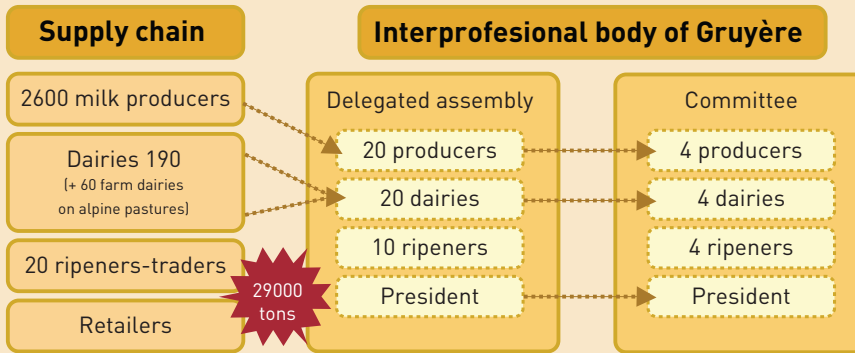 Supply chain
Interprofesional body of Gruyère
2600 milk producers
Dairies 190
(+ 60 farm dairies
on alpine pastures)
20 ripeners-traders
Retailers
29000
tons
Delegated assembly
20 producers
20 dairies
10 ripeners
President
Committee
4 producers
4 dairies
4 ripeners
President